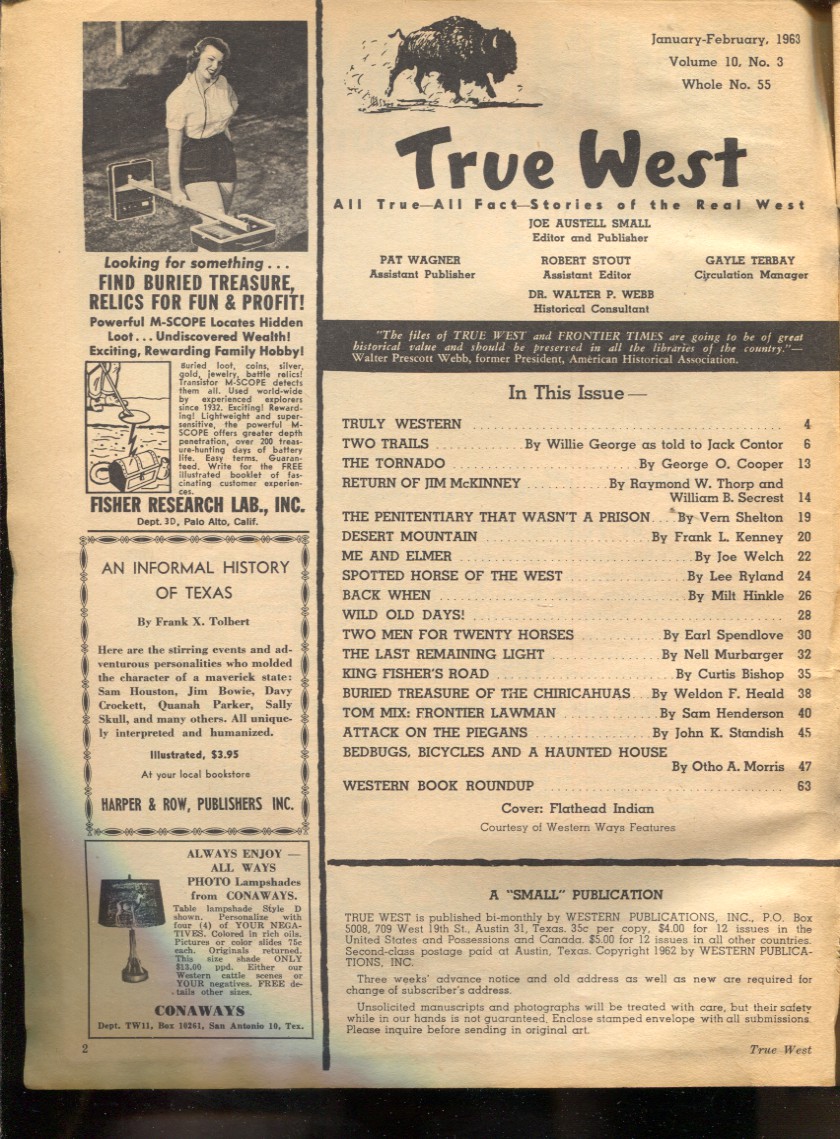 Looking for something . . .
FIND BURIED TREASURE,
RELICS FOR FUN & PROFIT!
Powerful M-SCOPE Locates Hidden
Loot . . . Undiscovered Wealth!
Exciting, Rewarding Family Hobby!
Buried loot, coins, silver,
gold, jewelry, battle relics!
Transistor M-SCOPE detects
them all. Used world-wide
by experienced explorers
since 1932. Exciting! Reward-
ing! Lightweight and super-
sensitive, the powerful M-
SCOPE offers greater depth
penetration, over 200 treas-
ure-hunting days of battery
life. Easy terms. Guaran-
teed. Write for the FREE
illustrated booklet of fas-
cinating customer experien-
ces.
FISHER RESEARCH LAB., INC.
Dept. 3D, Palo Alto, Calif.
AN INFORMAL HISTORY
OF TEXAS
By Frank X. Tolbert
Here are the stirring events and ad-
venturous personalities who molded
the character of a maverick state:
Sam Houston, Jim Bowie, Davy
Crockett, Quanah Parker, Sally
Skull, and many others. All unique-
ly interpreted and humanized.
Illustrated, $3.95
At your local bookstore
HARPER & ROW, PUBLISHERS INC.
ALWAYS ENJOY —
ALL WAYS
PHOTO Lampshades
from CONAWAYS.
Table lampshade Style D
shown. Personalize with
four (4) of YOUR NEGA-
TIVES. Colored in rich oils.
Pictures or color slides 75c
each. Originals returned.
This size shade ONLY
$13.00 ppd. Either our
Western cattle scenes or
YOUR negatives. FREE de-
tails other sizes.
CONAWAYS
Dept. TW11, Box 10261, San Antonio 10, Tex.
2
January-February, 1963
Volume 10, No. 3
Whole No. 55
True West
All True—All Fact—Stories of the Real West
JOE AUSTELL SMALL
Editor and Publisher
PAT WAGNER
Assistant Publisher
ROBERT STOUT
Assistant Editor
GAYLE TERBAY
Circulation Manager
DR. WALTER P. WEBB
Historical Consultant
"The files of TRUE WEST and FRONTIER TIMES are going to be of great
historical value and should be preserved in all the libraries of the country."—
Walter Prescott Webb, former President, American Historical Association.
In This Issue —
TRULY WESTERN 4
TWO TRAILS By Willie George as told to Jack Contor 6
THE TORNADO By George O. Cooper 13
RETURN OF JIM McKINNEY By Raymond W. Thorp and
William B. Secrest 14
THE PENITENTIARY THAT WASN'T A PRISON By Vern Shelton 19
DESERT MOUNTAIN By Frank L. Kenney 20
ME AND ELMER By Joe Welch 22
SPOTTED HORSE OF THE WEST By Lee Ryland 24
BACK WHEN By Milt Hinkle 26
WILD OLD DAYS! 28
TWO MEN FOR TWENTY HORSES By Earl Spendlove 30
THE LAST REMAINING LIGHT By Nell Murbarger 32
KING FISHER'S ROAD By Curtis Bishop 35
BURIED TREASURE OF THE CHIRICAHUAS By Weldon F. Heald 38
TOM MIX: FRONTIER LAWMAN By Sam Henderson 40
ATTACK ON THE PIEGANS By John K. Standish 45
BEDBUGS, BICYCLES AND A HAUNTED HOUSE
By Otho A. Morris 47
WESTERN BOOK ROUNDUP 63
Cover: Flathead Indian
Courtesy of Western Ways Features
A "SMALL" PUBLICATION
TRUE WEST is published bi-monthly by WESTERN PUBLICATIONS, INC., P.O. Box
5008, 709 West 19th St., Austin 31, Texas. 35c per copy, $4.00 for 12 issues in the
United States and Possessions and Canada. $5.00 for 12 issues in all other countries.
Second-class postage paid at Austin, Texas. Copyright 1962 by WESTERN PUBLICA-
TIONS, INC.
Three weeks' advance notice and old address as well as new are required for
change of subscriber's address.
Unsolicited manuscripts and photographs will be treated with care, but their safety
while in our hands is not guaranteed. Enclose stamped envelope with all submissions.
Please inquire before sending in original art.
True West